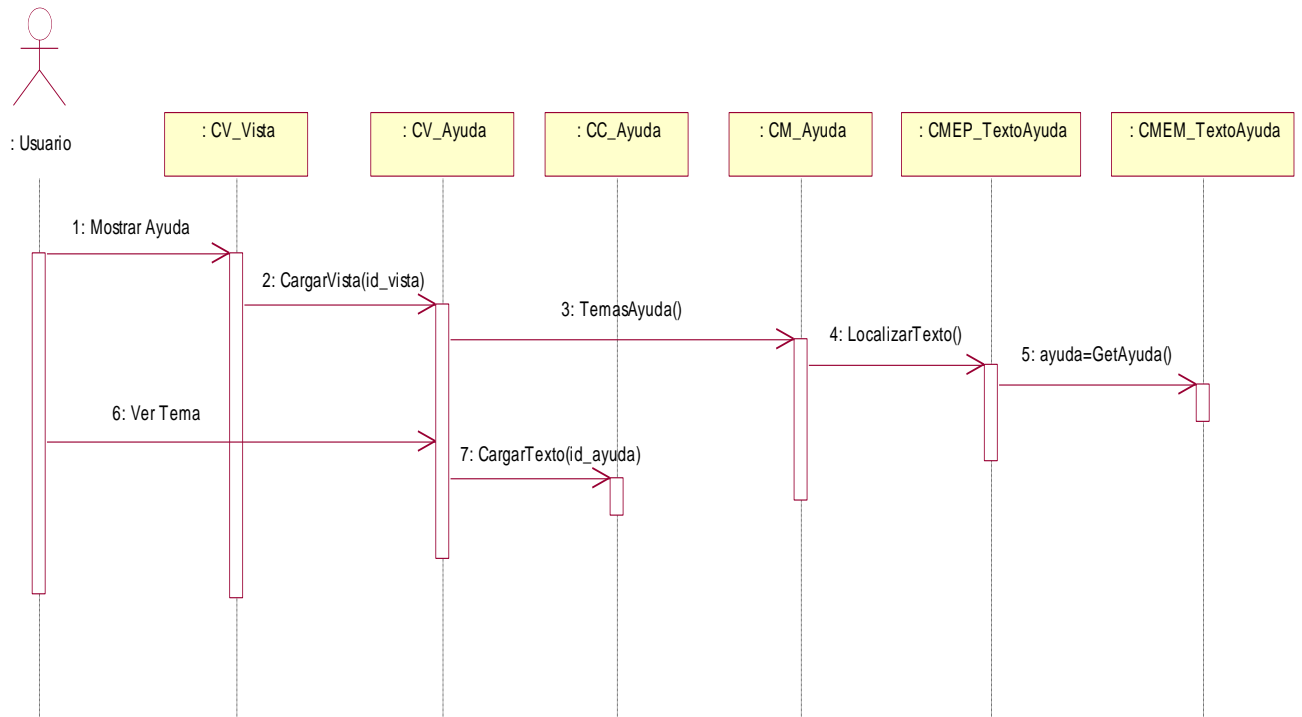 : Usuario
: CV_Vista
: CV_Ayuda
: CC_Ayuda
: CM_Ayuda
: CMEP_TextoAyuda
: CMEM_TextoAyuda
1: Mostrar Ayuda
2: CargarVista(id_vista)
3: TemasAyuda()
4: LocalizarTexto()
5: ayuda=GetAyuda()
6: Ver Tema
7: CargarTexto(id_ayuda)